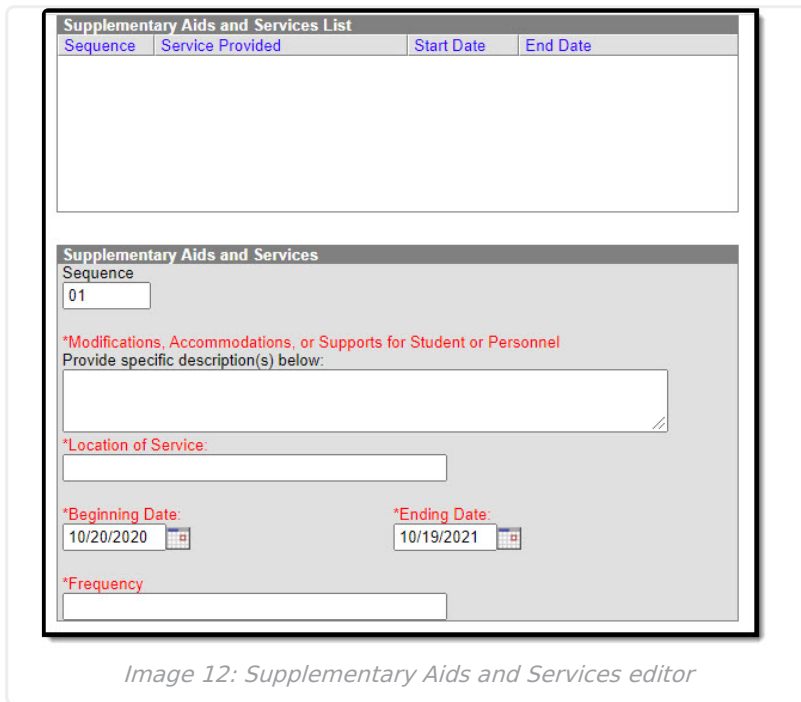 Supplementary Aids and Services List
Sequence Service Provided Start Date End Date
Supplementary Aids and Services
Sequence
01
*Modifications, Accommodations, or Supports for Student or Personnel
Provide specific description(s) below:
*Location of Service:
*Beginning Date: *Ending Date:
10/20/2020 10/19/2021
*Frequency
Image 12: Supplementary Aids and Services editor